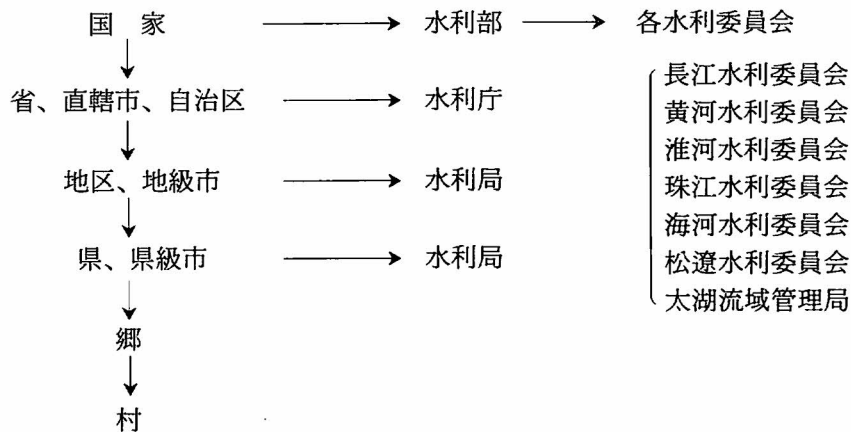 国 家 水利部 各水利委員会
省、直轄市、自治区 水利庁
地区、地級市 水利局
県、県級市 水利局
郷
村
長江水利委員会
黄河水利委員会
淮河水利委員会
珠江水利委員会
海河水利委員会
松遼水利委員会
太湖流域管理局